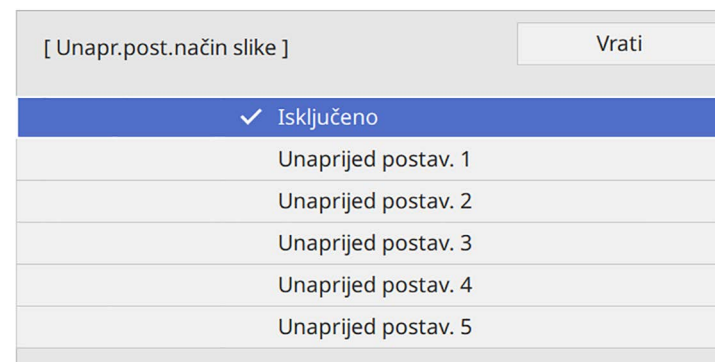 [ Unapr.post.način slike ]
Vrati
Isključeno
Unaprijed postav. 1
Unaprijed postav. 2
Unaprijed postav. 3
Unaprijed postav. 4
Unaprijed postav. 5